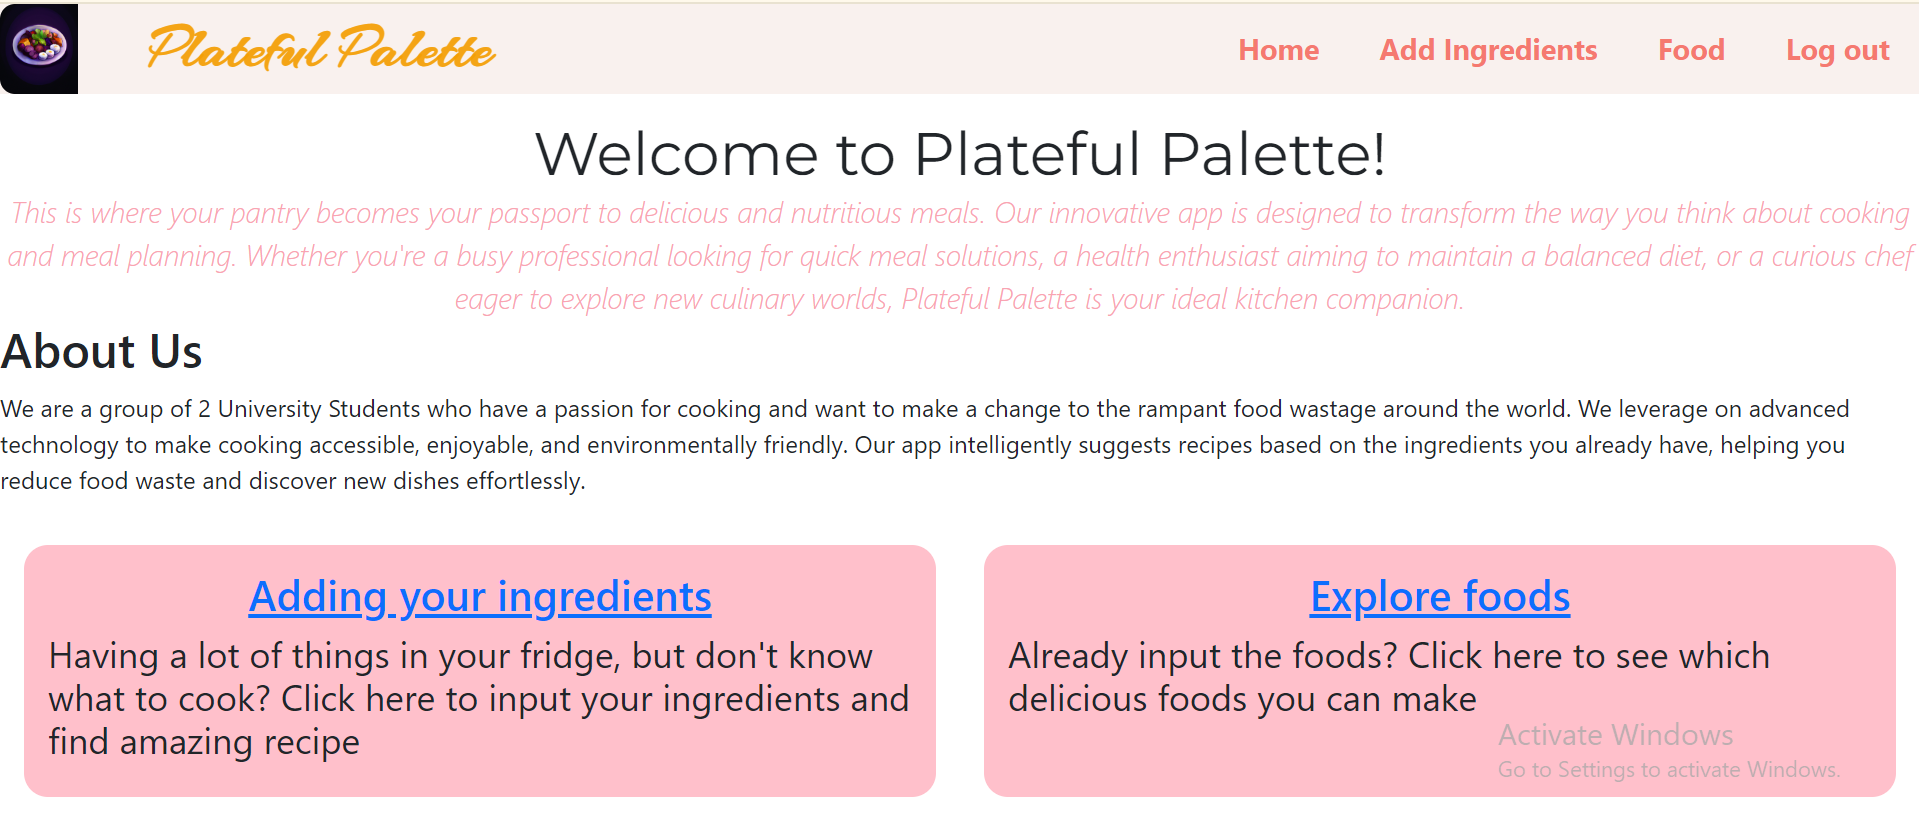 Plateful Palette
Home Add Ingredients Food Log out
Welcome to Plateful Palette!
This is where your pantry becomes your passport to delicious and nutritious meals. Our innovative app is designed to transform the way you think about cooking
and meal planning. Whether you're a busy professional looking for quick meal solutions, a health enthusiast aiming to maintain a balanced diet, or a curious chef
eager to explore new culinary worlds, Plateful Palette is your ideal kitchen companion.
About Us
We are a group of 2 University Students who have a passion for cooking and want to make a change to the rampant food wastage around the world. We leverage on advanced
technology to make cooking accessible, enjoyable, and environmentally friendly. Our app intelligently suggests recipes based on the ingredients you already have, helping you
reduce food waste and discover new dishes effortlessly.
Adding your ingredients
Having a lot of things in your fridge, but don't know
what to cook? Click here to input your ingredients and
find amazing recipe
Explore foods
Already input the foods? Click here to see which
delicious foods you can make
Activate Windows
Go to Settings to activate Windows.